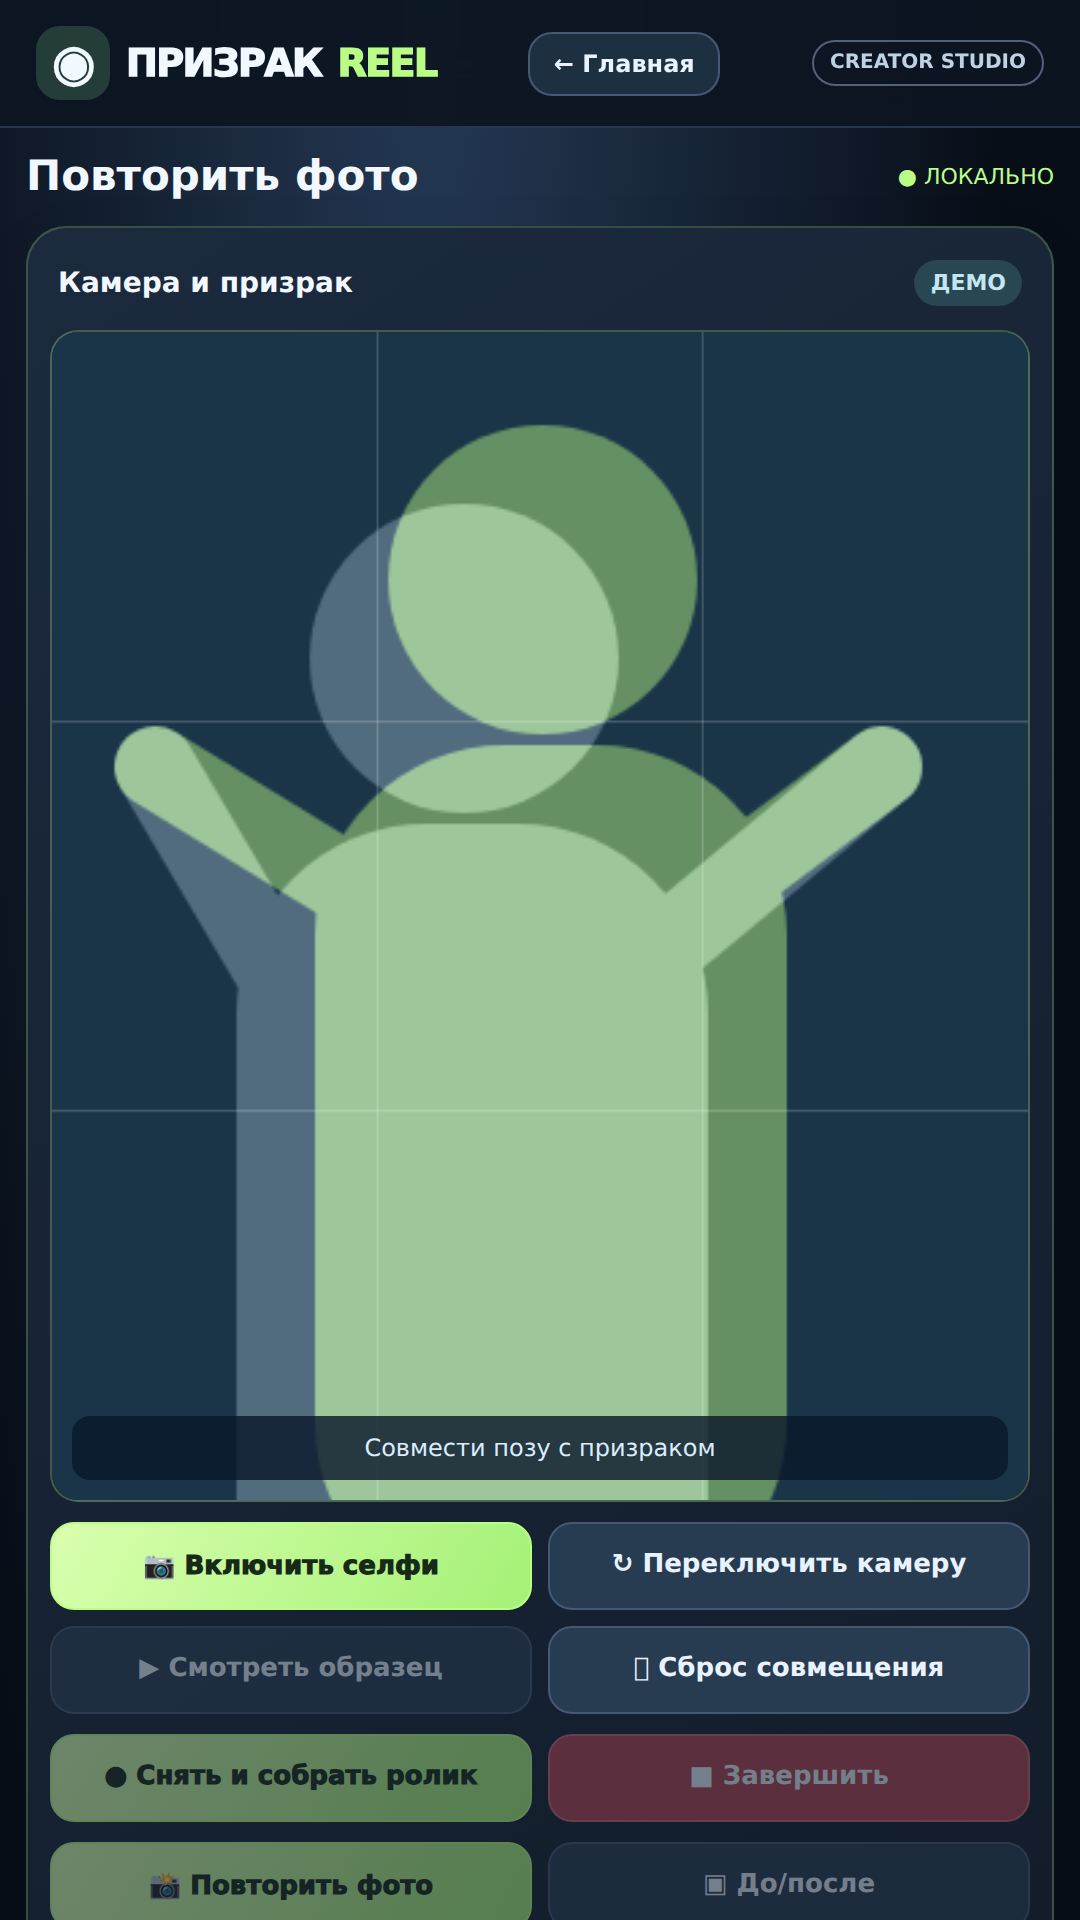 ПРИЗРАК REEL
← Главная
CREATOR STUDIO
Повторить фото
● ЛОКАЛЬНО
Камера и призрак
ДЕМО
Совмести позу с призраком
📷 Включить селфи
↻ Переключить камеру
▶ Смотреть образец
Сброс совмещения
● Снять и собрать ролик
■ Завершить
📸 Повторить фото
▣ До/после